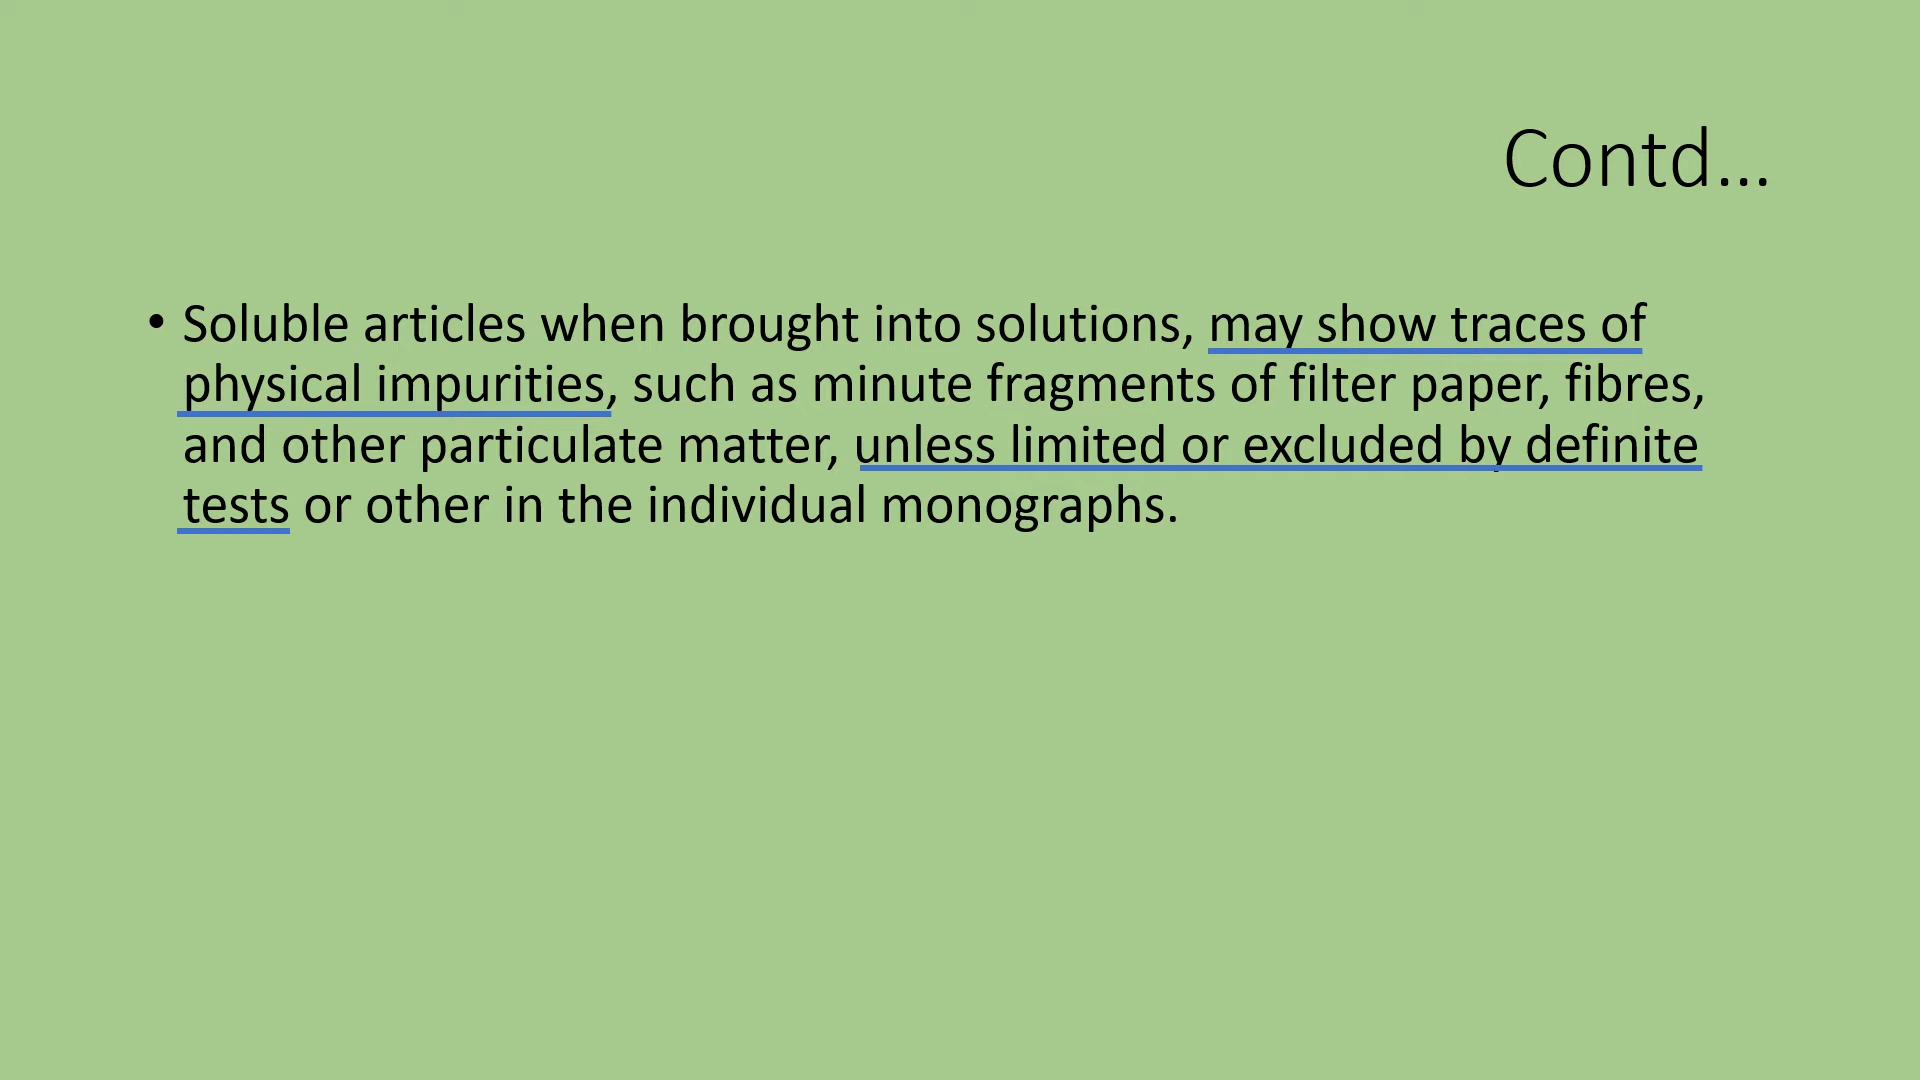 Contd...
• Soluble articles when brought into solutions, may show traces of
physical impurities, such as minute fragments of filter paper, fibres,
and other particulate matter, unless limited or excluded by definite
tests or other in the individual monographs.